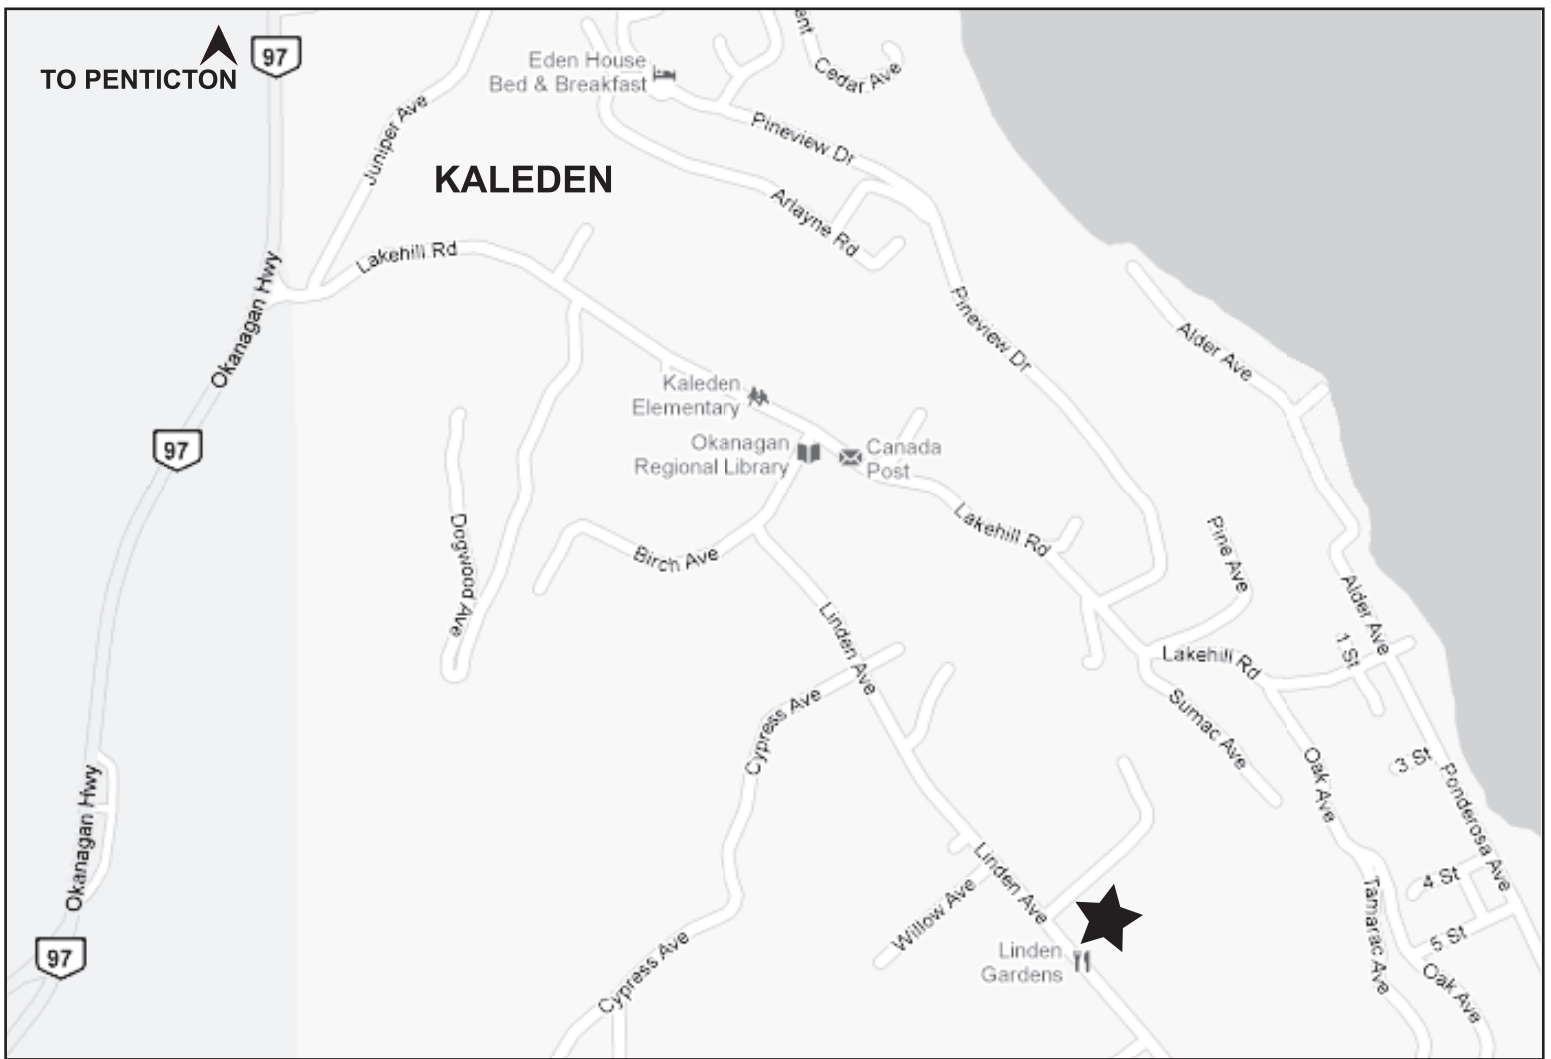 ent
Cedar Ave
97
TO PENTICTON
Eden House
Bed & Breakfast
Juniper Ave
Pineview Dr
KALEDEN
Arlayne Rd
Lakehill Rd
Okanagan Hwy
Pineview Dr
Alder Ave
Kaleden
Elementary
97
Okanagan
Regional Library
Canada
Post
Lakehill Rd
Pine Ave
Dogwood Ave
Birch Ave
Alder Ave
Linden Ave
1 St
Lakehill Rd
Cypress Ave
Sumac Ave
3 St
Oak Ave
Ponderosa Ave
Okanagan Hwy
Linden Ave
4 St
Willow Ave
Tamarac Ave
5 St
97
Linden
Gardens
Cypress Ave
Oak Ave